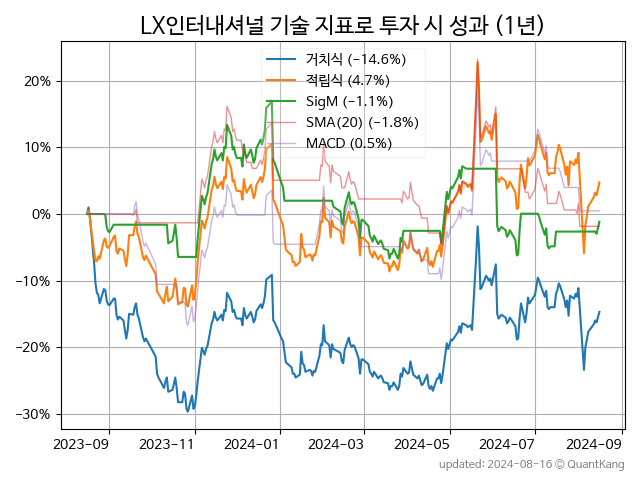 LX인터내셔널 기술 지표로 투자 시 성과 (1년)
거치식 (−14.6%)
적립식 (4.7%)
SigM (−1.1%)
SMA(20) (−1.8%)
MACD (0.5%)
20%
10%
0%
−10%
−20%
−30%
2023-09 2023-11 2024-01 2024-03 2024-05 2024-07 2024-09
updated: 2024-08-16 © QuantKang